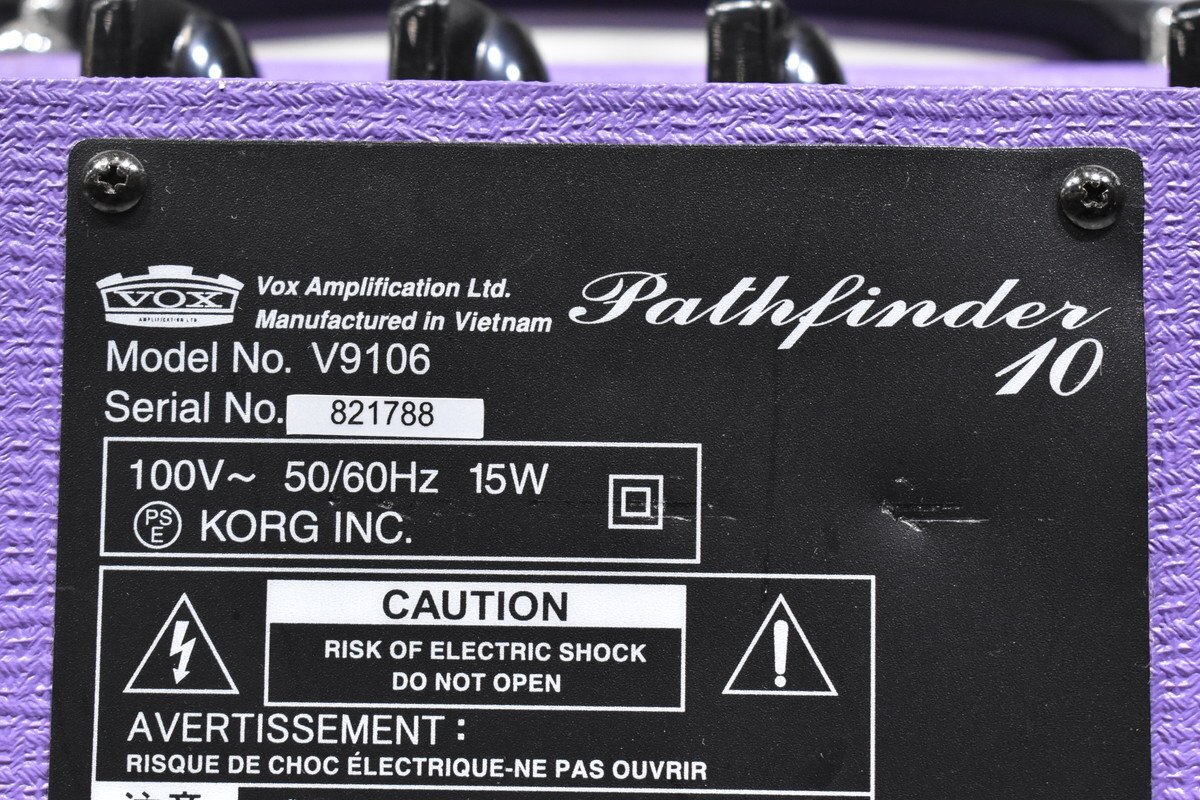 VOX
AMPLIFICATION LTD.
Vox Amplification Ltd.
Manufactured in Vietnam
Pathfinder
10
Model No. V9106
Serial No. 821788
100V~ 50/60Hz 15W
PS
E
KORG INC.
CAUTION
RISK OF ELECTRIC SHOCK
DO NOT OPEN
AVERTISSEMENT :
RISQUE DE CHOC ÉLECTRIQUE-NE PAS OUVRIR